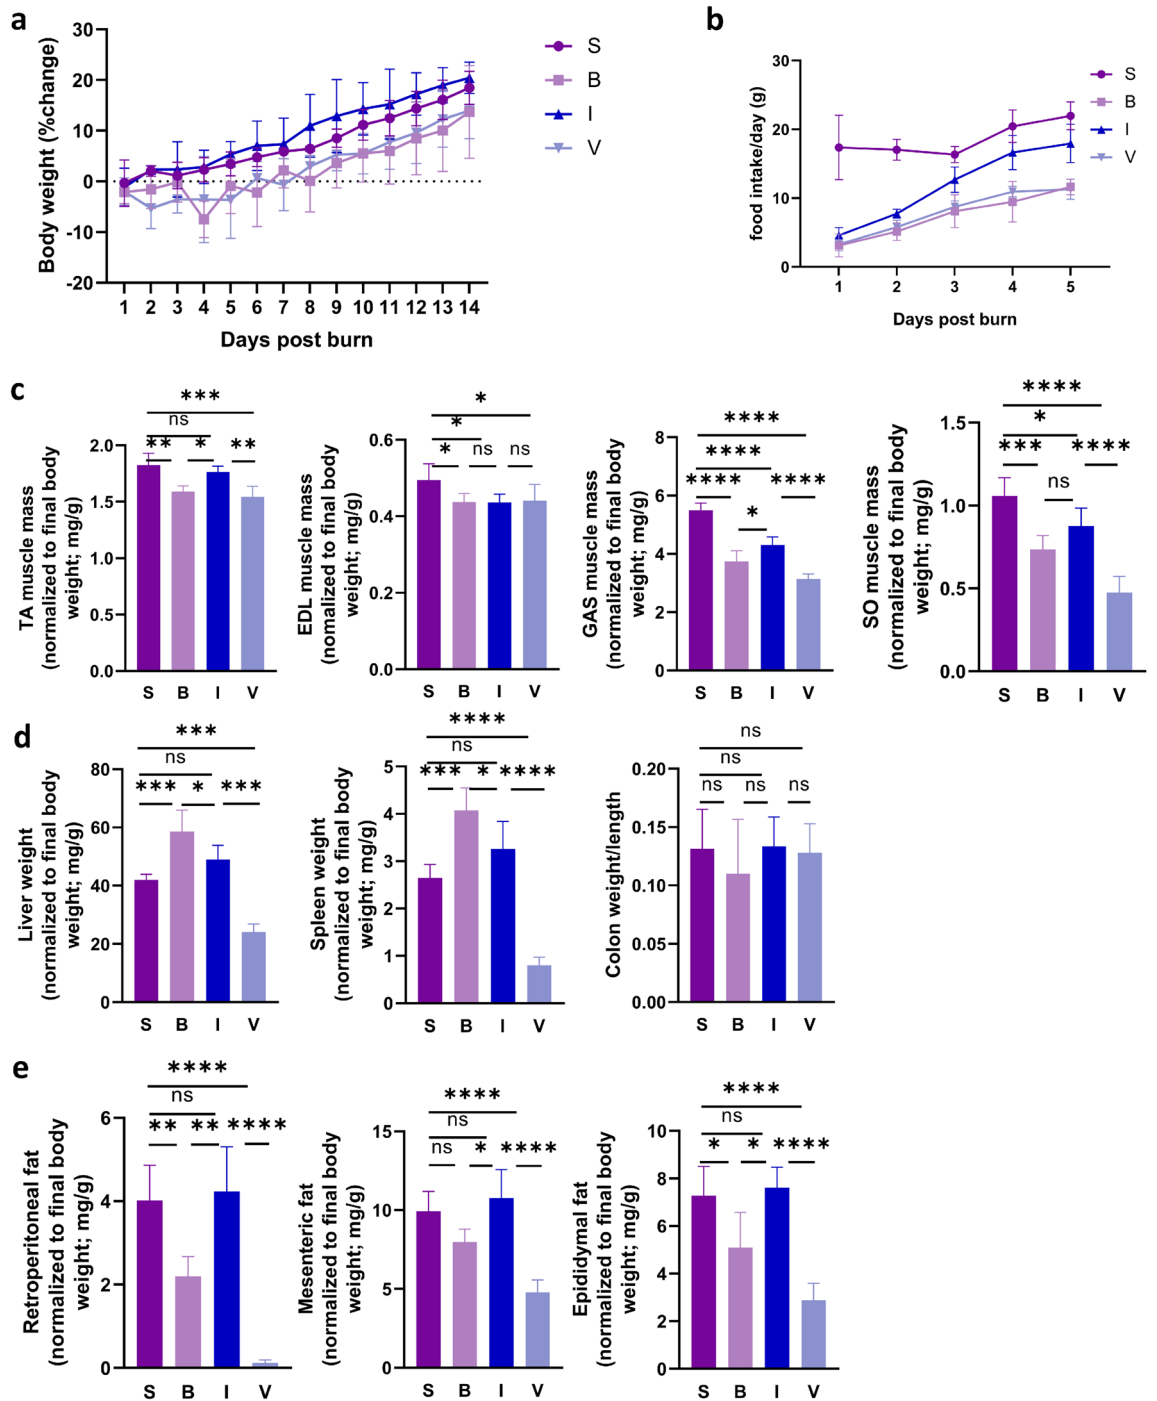 a
Body weight (%change)
30
20
10
0
-10
-20
1 2 3 4 5 6 7 8 9 10 11 12 13 14
Days post burn
S
B
I
V
b
food intake/day (g)
30
20
10
0
1 2 3 4 5
Days post burn
S
B
I
V
c
TA muscle mass
(normalized to final body
weight; mg/g)
2.0
1.5
1.0
0.5
0.0
***
ns
** * **
S B I V
EDL muscle mass
(normalized to final body
weight; mg/g)
0.6
0.4
0.2
0.0
*
*
* ns ns
S B I V
GAS muscle mass
(normalized to final body
weight; mg/g)
8
6
4
2
0
****
****
**** ****
*
S B I V
SO muscle mass
(normalized to final body
weight; mg/g)
1.5
1.0
0.5
0.0
****
*
*** ****
ns
S B I V
d
Liver weight
(normalized to final body
weight; mg/g)
80
60
40
20
0
***
ns
*** * ***
S B I V
Spleen weight
(normalized to final body
weight; mg/g)
5
4
3
2
1
0
****
ns
*** * ****
S B I V
Colon weight/length
0.20
0.15
0.10
0.05
0.00
ns
ns
ns ns ns
S B I V
e
Retroperitoneal fat
(normalized to final body
weight; mg/g)
6
4
2
0
****
ns
** ** ****
S B I V
Mesenteric fat
(normalized to final body
weight; mg/g)
15
10
5
0
****
ns
ns * ****
S B I V
Epididymal fat
(normalized to final body
weight; mg/g)
10
8
6
4
2
0
****
ns
* * ****
S B I V